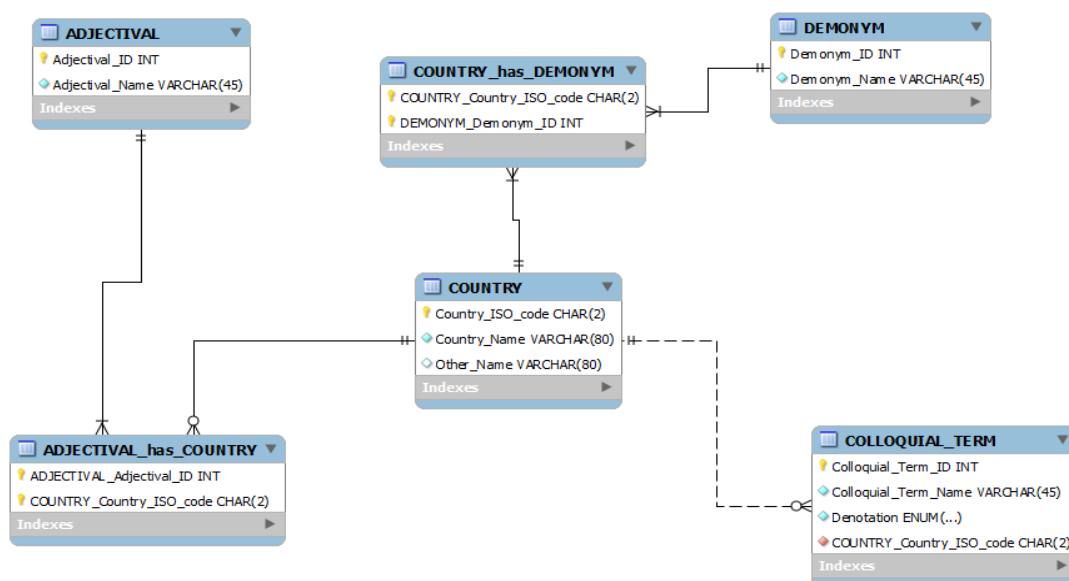 ADJECTIVAL
Adjectival_ID INT
Adjectival_Name VARCHAR(45)
Indexes
COUNTRY_has_DEMONYM
COUNTRY_Country_ISO_code CHAR(2)
DEMONYM_Demonym_ID INT
Indexes
DEMONYM
Demonym_ID INT
Demonym_Name VARCHAR(45)
Indexes
COUNTRY
Country_ISO_code CHAR(2)
Country_Name VARCHAR(80)
Other_Name VARCHAR(80)
Indexes
ADJECTIVAL_has_COUNTRY
ADJECTIVAL_Adjectival_ID INT
COUNTRY_Country_ISO_code CHAR(2)
Indexes
COLLOQUIAL_TERM
Colloquial_Term_ID INT
Colloquial_Term_Name VARCHAR(45)
Denotation ENUM(...)
COUNTRY_Country_ISO_code CHAR(2)
Indexes